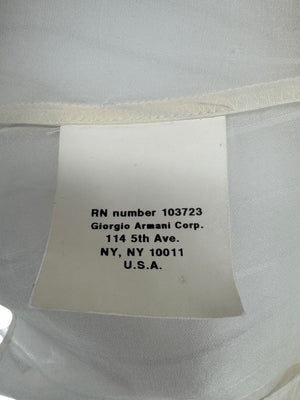 RN number 103723
Giorgio Armani Corp.
114 5th Ave.
NY, NY 10011
U.S.A.